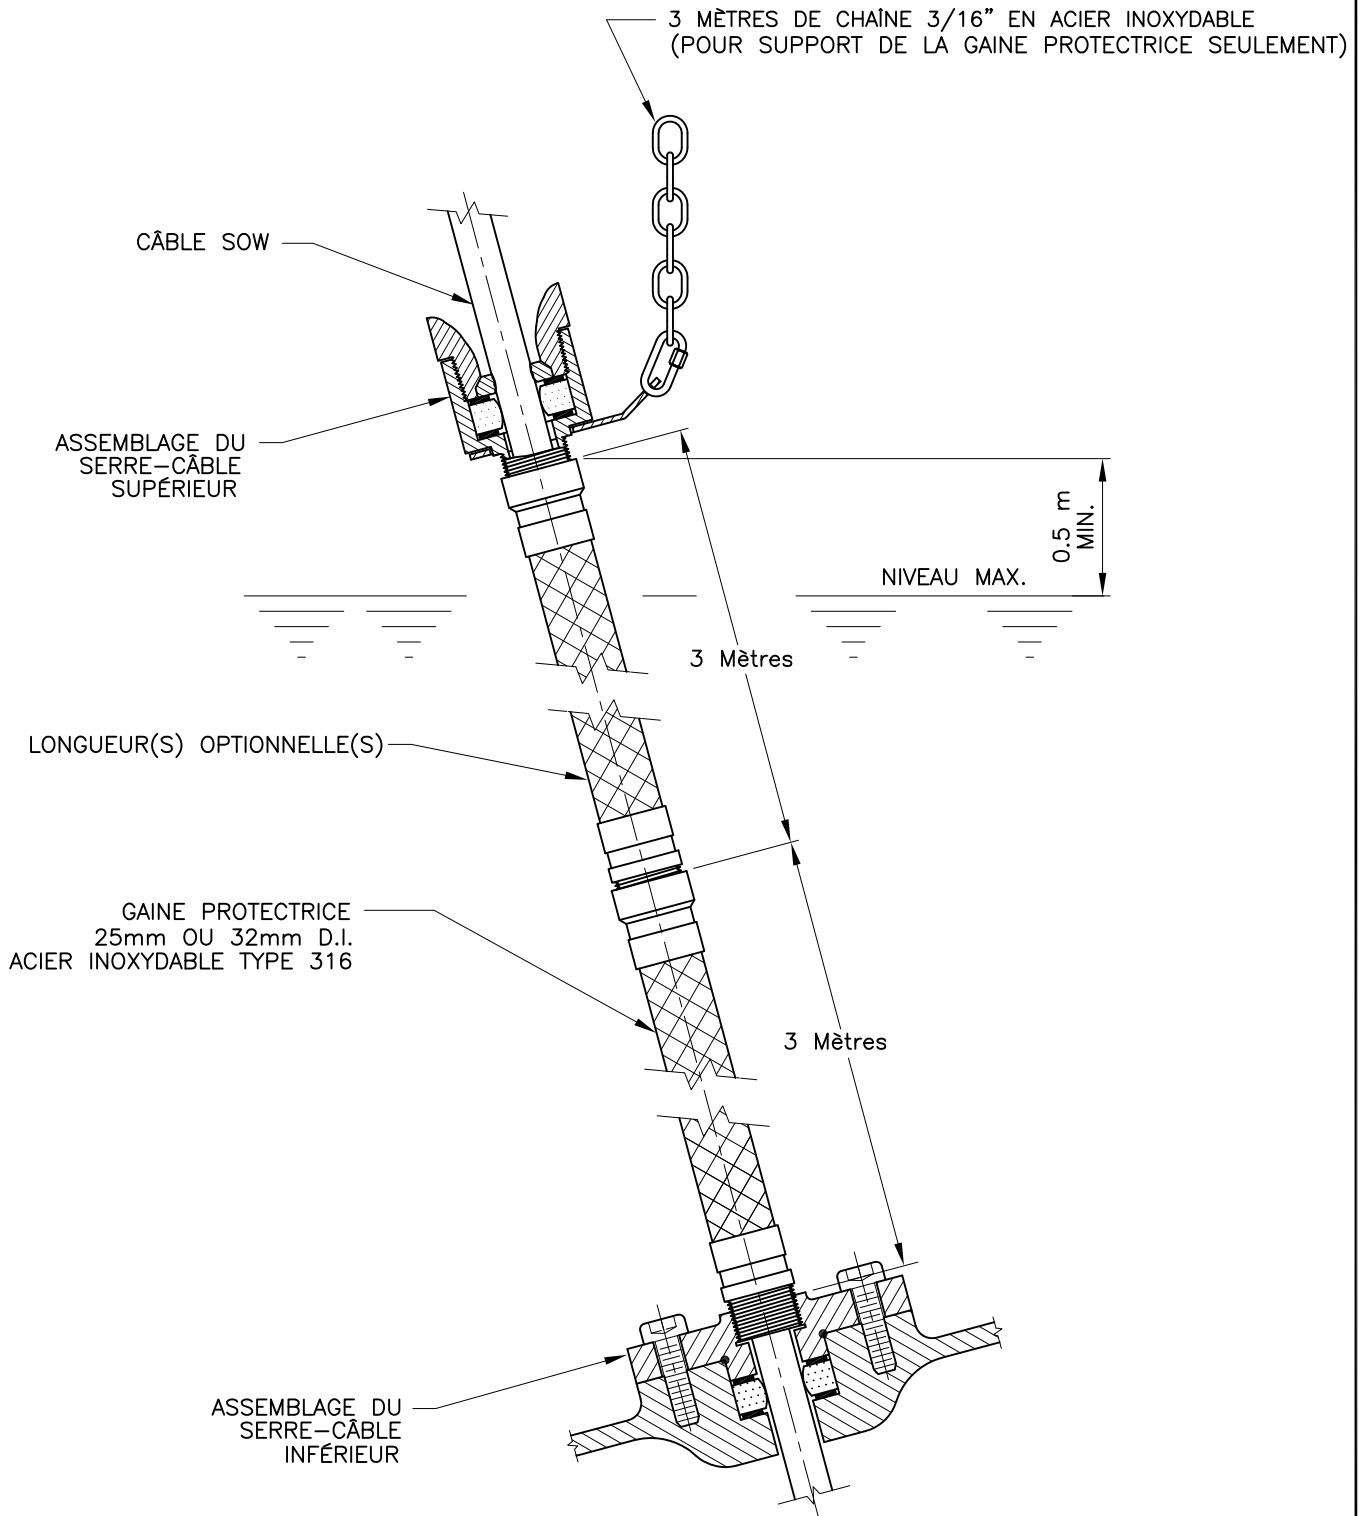 3 MÈTRES DE CHAÎNE 3/16” EN ACIER INOXYDABLE
(POUR SUPPORT DE LA GAINE PROTECTRICE SEULEMENT)
CÂBLE SOW
ASSEMBLAGE DU
SERRE-CÂBLE
SUPÉRIEUR
0.5 m
MIN.
NIVEAU MAX.
3 Mètres
LONGUEUR(S) OPTIONNELLE(S)
GAINE PROTECTRICE
25mm OU 32mm D.I.
ACIER INOXYDABLE TYPE 316
3 Mètres
ASSEMBLAGE DU
SERRE-CÂBLE
INFÉRIEUR